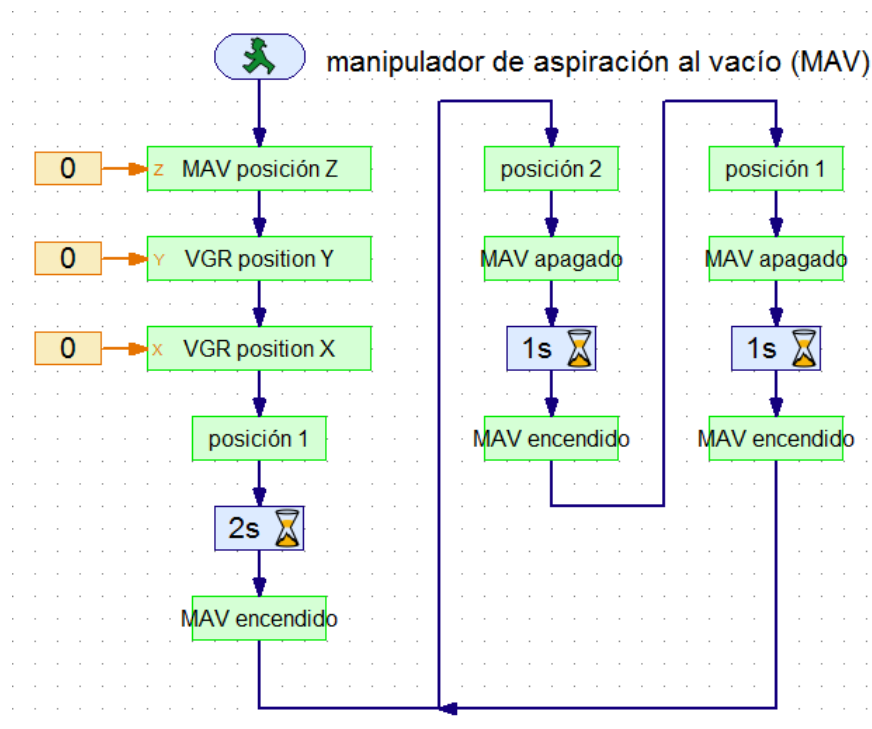 manipulador de aspiración al vacío (MAV)
0
Z MAV posición Z
0
Y VGR position Y
0
X VGR position X
posición 1
2s
MAV encendido
posición 2
MAV apagado
1s
MAV encendido
posición 1
MAV apagado
1s
MAV encendido